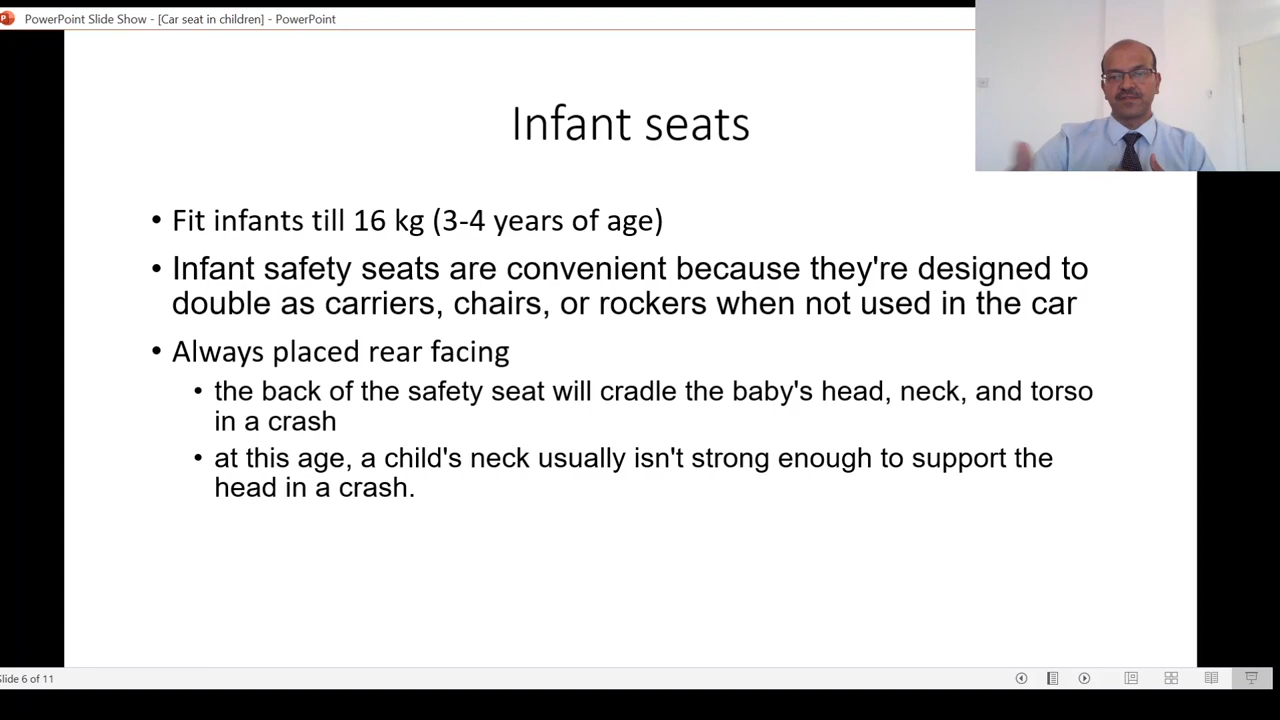 PowerPoint Slide Show - [Car seat in children] - PowerPoint
Infant seats
• Fit infants till 16 kg (3-4 years of age)
• Infant safety seats are convenient because they're designed to
double as carriers, chairs, or rockers when not used in the car
• Always placed rear facing
• the back of the safety seat will cradle the baby's head, neck, and torso
in a crash
• at this age, a child's neck usually isn't strong enough to support the
head in a crash.
Slide 6 of 11